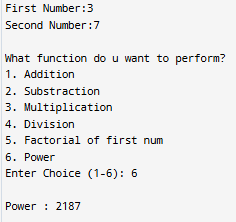 First Number:3
Second Number:7
What function do u want to perform?
1. Addition
2. Substraction
3. Multiplication
4. Division
5. Factorial of first num
6. Power
Enter Choice (1-6): 6
Power : 2187